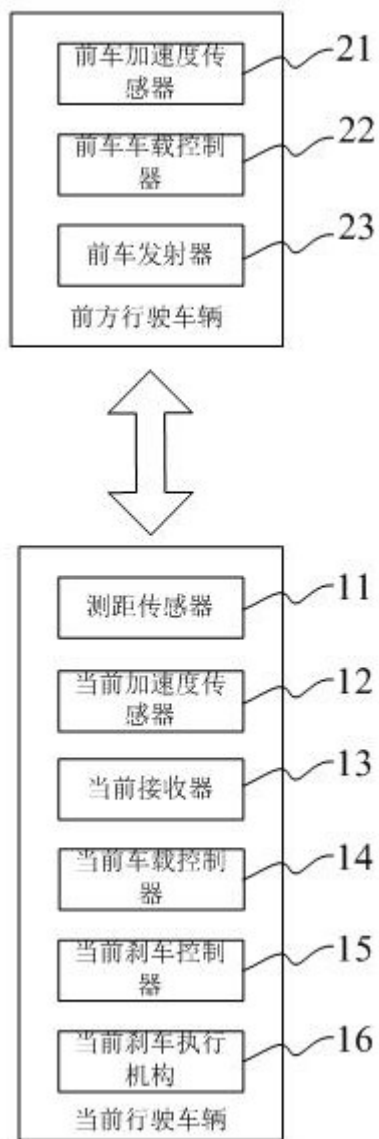 前车加速度传
感器
21
前车车载控制
器
22
前车发射器
23
前方行驶车辆
测距传感器
11
当前加速度传
感器
12
当前接收器
13
当前车载控制
器
14
当前刹车控制
器
15
当前刹车执行
机构
16
当前行驶车辆